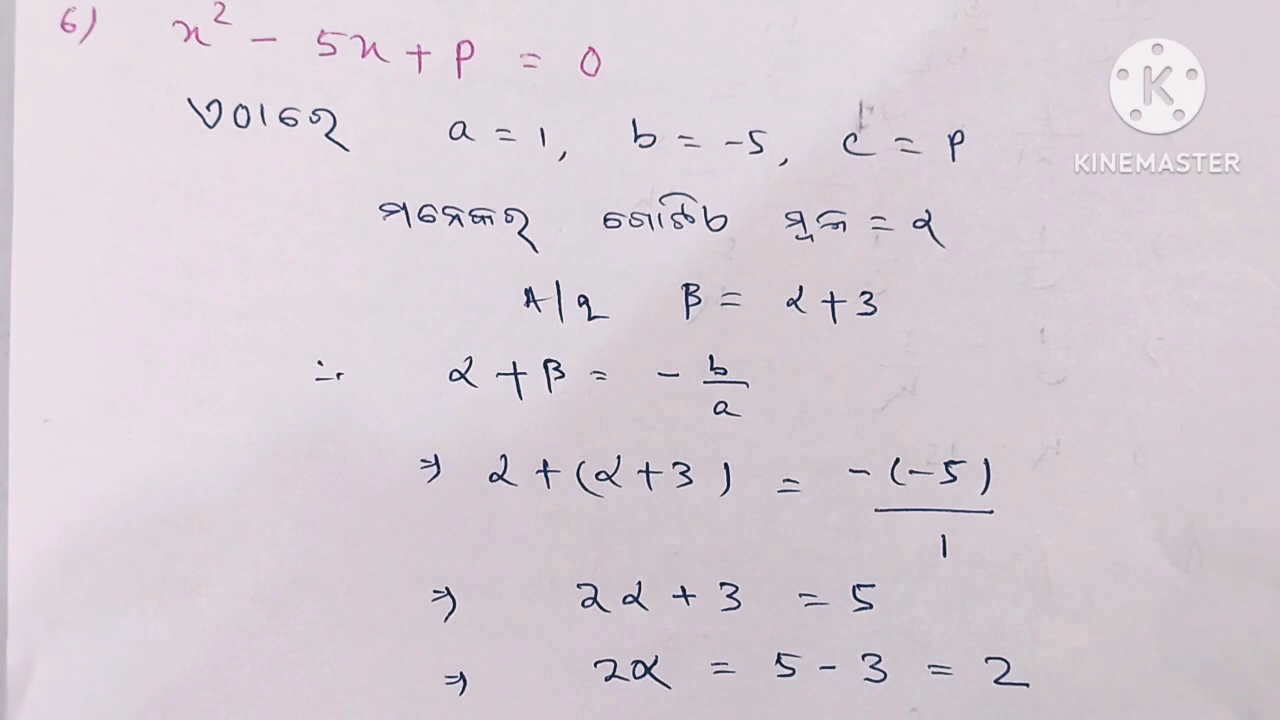 6) x² - 5x + p = 0
ଏଠାରେ a = 1, b = -5, c = p
ମନେକର ଗୋଟିଏ ମୂଳ = α
A/q β = α + 3
∴ α + β = - b/a
⇒ α + (α + 3) = -(-5)/1
⇒ 2α + 3 = 5
⇒ 2α = 5 - 3 = 2
KINEMASTER